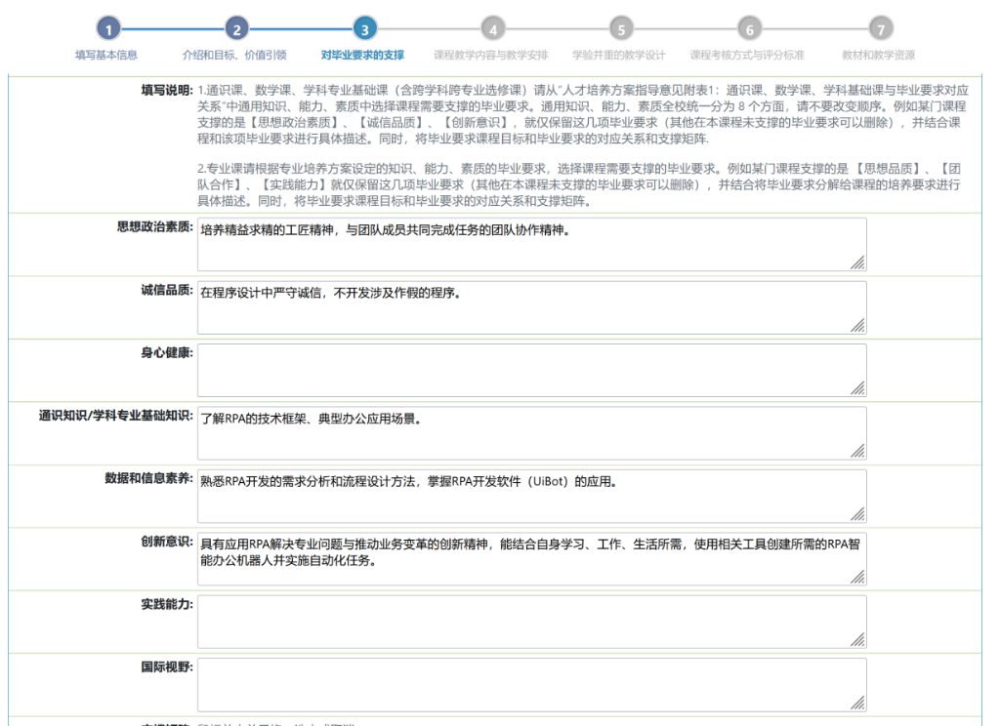 1 2 3 4 5 6 7
填写基本信息 介绍和目标、价值引领 对毕业要求的支撑 课程教学内容与教学安排 学验并重的教学设计 课程考核方式与评分标准 教材和教学资源
填写说明: 1.通识课、数学课、学科专业基础课（含跨学科跨专业选修课）请从“人才培养方案指导意见附表1：通识课、数学课、学科基础课与毕业要求对应
关系”中通用知识、能力、素质中选择课程需要支撑的毕业要求。通用知识、能力、素质全校统一分为 8 个方面，请不要改变顺序。例如某门课程
支撑的是【思想政治素质】、【诚信品质】、【创新意识】，就仅保留这几项毕业要求（其他在本课程未支撑的毕业要求可以删除），并结合课
程和该项毕业要求进行具体描述。同时，将毕业要求课程目标和毕业要求的对应关系和支撑矩阵.
2.专业课请根据专业培养方案设定的知识、能力、素质的毕业要求，选择课程需要支撑的毕业要求。例如某门课程支撑的是 【思想品质】、【团
队合作】、【实践能力】就仅保留这几项毕业要求（其他在本课程未支撑的毕业要求可以删除），并结合将毕业要求分解给课程的培养要求进行
具体描述。同时，将毕业要求课程目标和毕业要求的对应关系和支撑矩阵。
思想政治素质: 培养精益求精的工匠精神，与团队成员共同完成任务的团队协作精神。
诚信品质: 在程序设计中严守诚信，不开发涉及作假的程序。
身心健康:
通识知识/学科专业基础知识: 了解RPA的技术框架、典型办公应用场景。
数据和信息素养: 熟悉RPA开发的需求分析和流程设计方法，掌握RPA开发软件（UiBot）的应用。
创新意识: 具有应用RPA解决专业问题与推动业务变革的创新精神，能结合自身学习、工作、生活所需，使用相关工具创建所需的RPA智
能办公机器人并实施自动化任务。
实践能力:
国际视野: